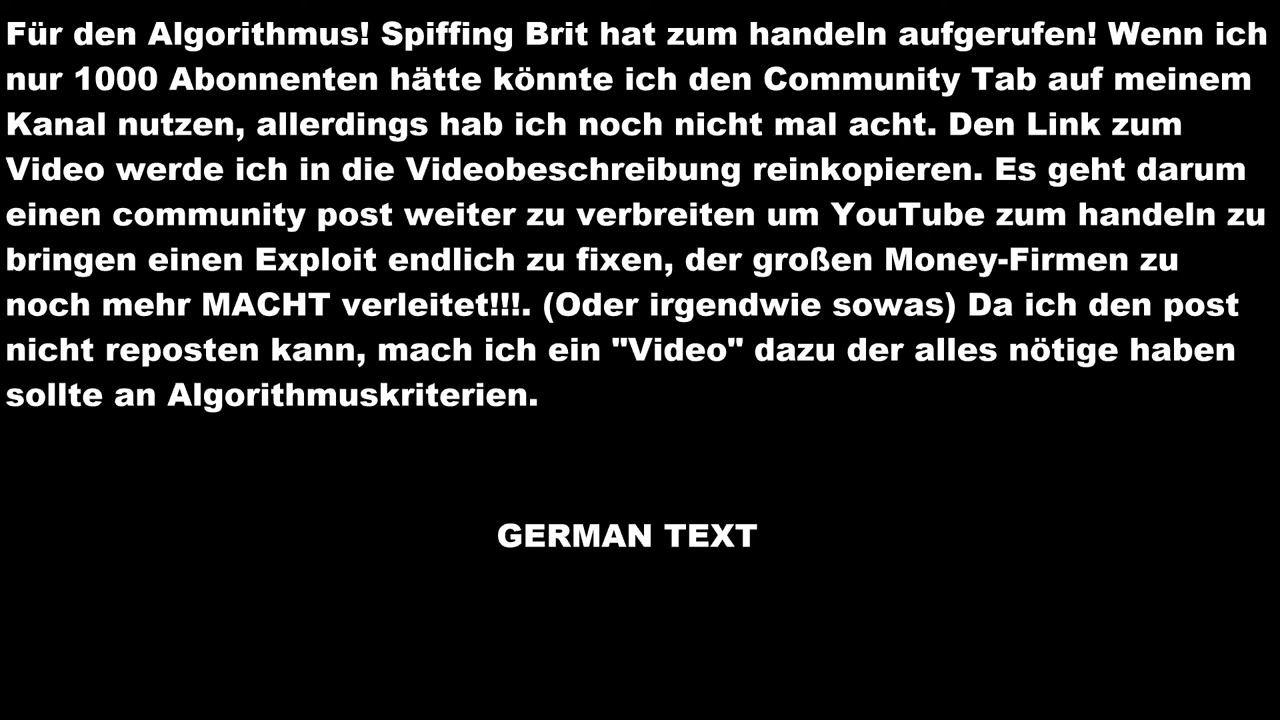 Für den Algorithmus! Spiffing Brit hat zum handeln aufgerufen! Wenn ich
nur 1000 Abonnenten hätte könnte ich den Community Tab auf meinem
Kanal nutzen, allerdings hab ich noch nicht mal acht. Den Link zum
Video werde ich in die Videobeschreibung reinkopieren. Es geht darum
einen community post weiter zu verbreiten um YouTube zum handeln zu
bringen einen Exploit endlich zu fixen, der großen Money-Firmen zu
noch mehr MACHT verleitet!!!. (Oder irgendwie sowas) Da ich den post
nicht reposten kann, mach ich ein "Video" dazu der alles nötige haben
sollte an Algorithmuskriterien.
GERMAN TEXT